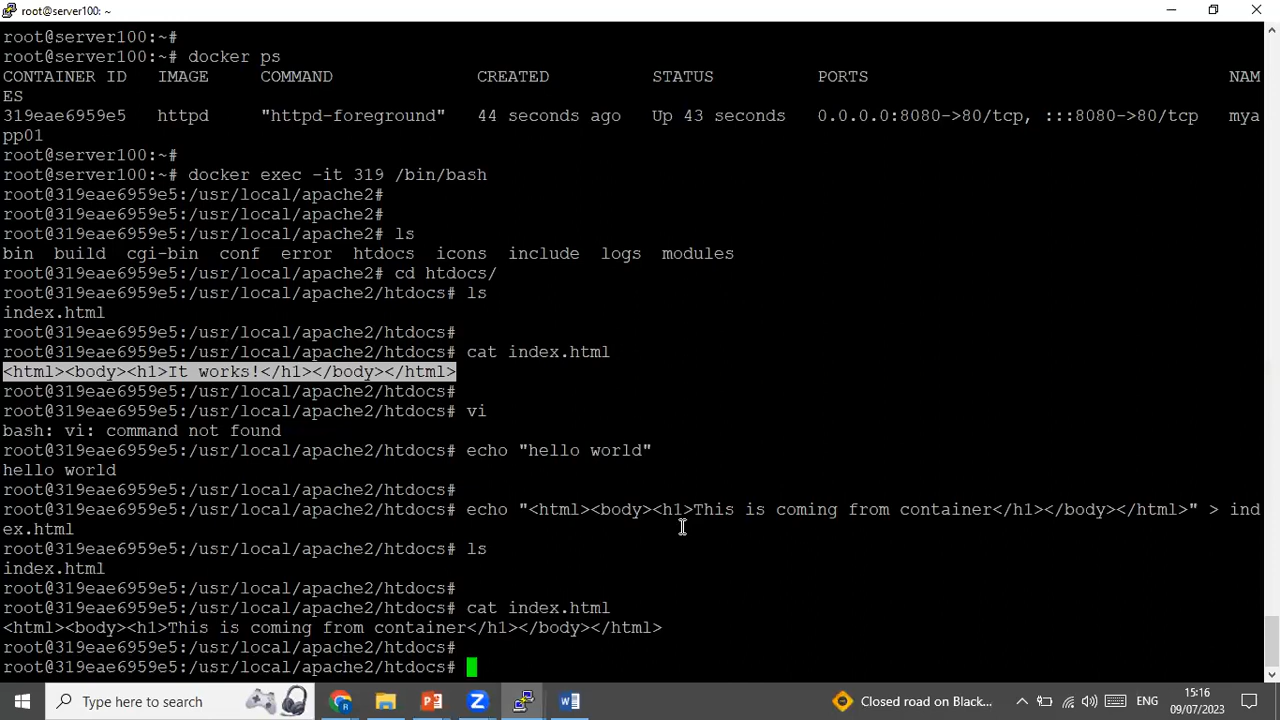 root@server100: ~
root@server100:~#
root@server100:~# docker ps
CONTAINER ID   IMAGE     COMMAND              CREATED          STATUS          PORTS                                   NAM
ES
319eae6959e5   httpd     "httpd-foreground"   44 seconds ago   Up 43 seconds   0.0.0.0:8080->80/tcp, :::8080->80/tcp   mya
pp01
root@server100:~#
root@server100:~# docker exec -it 319 /bin/bash
root@319eae6959e5:/usr/local/apache2#
root@319eae6959e5:/usr/local/apache2#
root@319eae6959e5:/usr/local/apache2# ls
bin  build  cgi-bin  conf  error  htdocs  icons  include  logs  modules
root@319eae6959e5:/usr/local/apache2# cd htdocs/
root@319eae6959e5:/usr/local/apache2/htdocs# ls
index.html
root@319eae6959e5:/usr/local/apache2/htdocs#
root@319eae6959e5:/usr/local/apache2/htdocs# cat index.html
<html><body><h1>It works!</h1></body></html>
root@319eae6959e5:/usr/local/apache2/htdocs#
root@319eae6959e5:/usr/local/apache2/htdocs# vi
bash: vi: command not found
root@319eae6959e5:/usr/local/apache2/htdocs# echo "hello world"
hello world
root@319eae6959e5:/usr/local/apache2/htdocs#
root@319eae6959e5:/usr/local/apache2/htdocs# echo "<html><body><h1>This is coming from container</h1></body></html>" > ind
ex.html
root@319eae6959e5:/usr/local/apache2/htdocs# ls
index.html
root@319eae6959e5:/usr/local/apache2/htdocs#
root@319eae6959e5:/usr/local/apache2/htdocs# cat index.html
<html><body><h1>This is coming from container</h1></body></html>
root@319eae6959e5:/usr/local/apache2/htdocs#
root@319eae6959e5:/usr/local/apache2/htdocs#
Type here to search
Closed road on Black...
ENG
15:16
09/07/2023